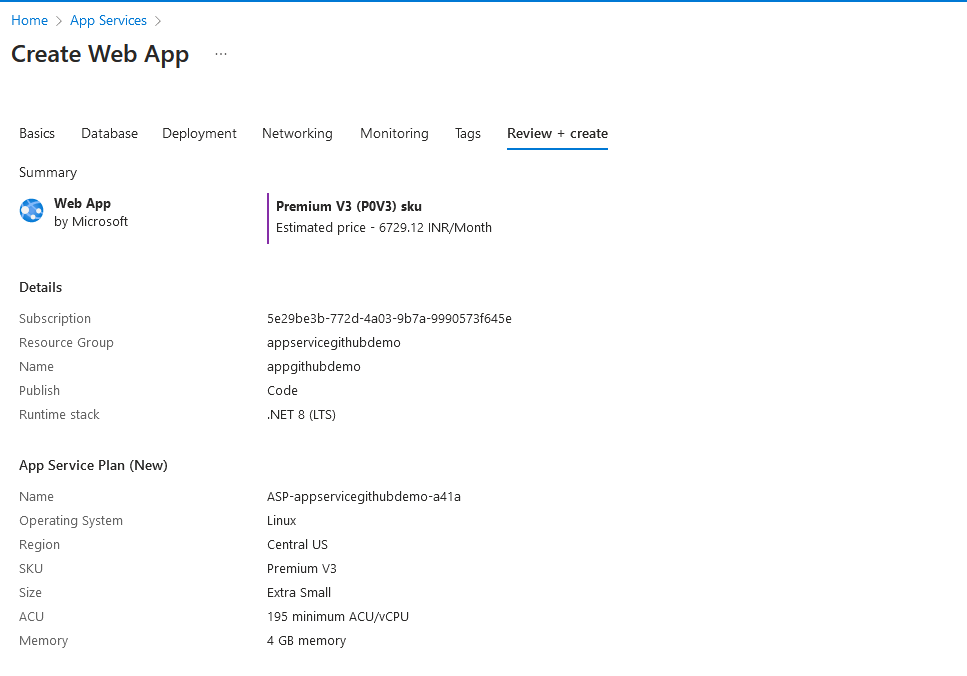 Home > App Services >
Create Web App ...
Basics Database Deployment Networking Monitoring Tags Review + create
Summary
Web App
by Microsoft
Premium V3 (P0V3) sku
Estimated price - 6729.12 INR/Month
Details
Subscription 5e29be3b-772d-4a03-9b7a-9990573f645e
Resource Group appservicegithubdemo
Name appgithubdemo
Publish Code
Runtime stack .NET 8 (LTS)
App Service Plan (New)
Name ASP-appservicegithubdemo-a41a
Operating System Linux
Region Central US
SKU Premium V3
Size Extra Small
ACU 195 minimum ACU/vCPU
Memory 4 GB memory